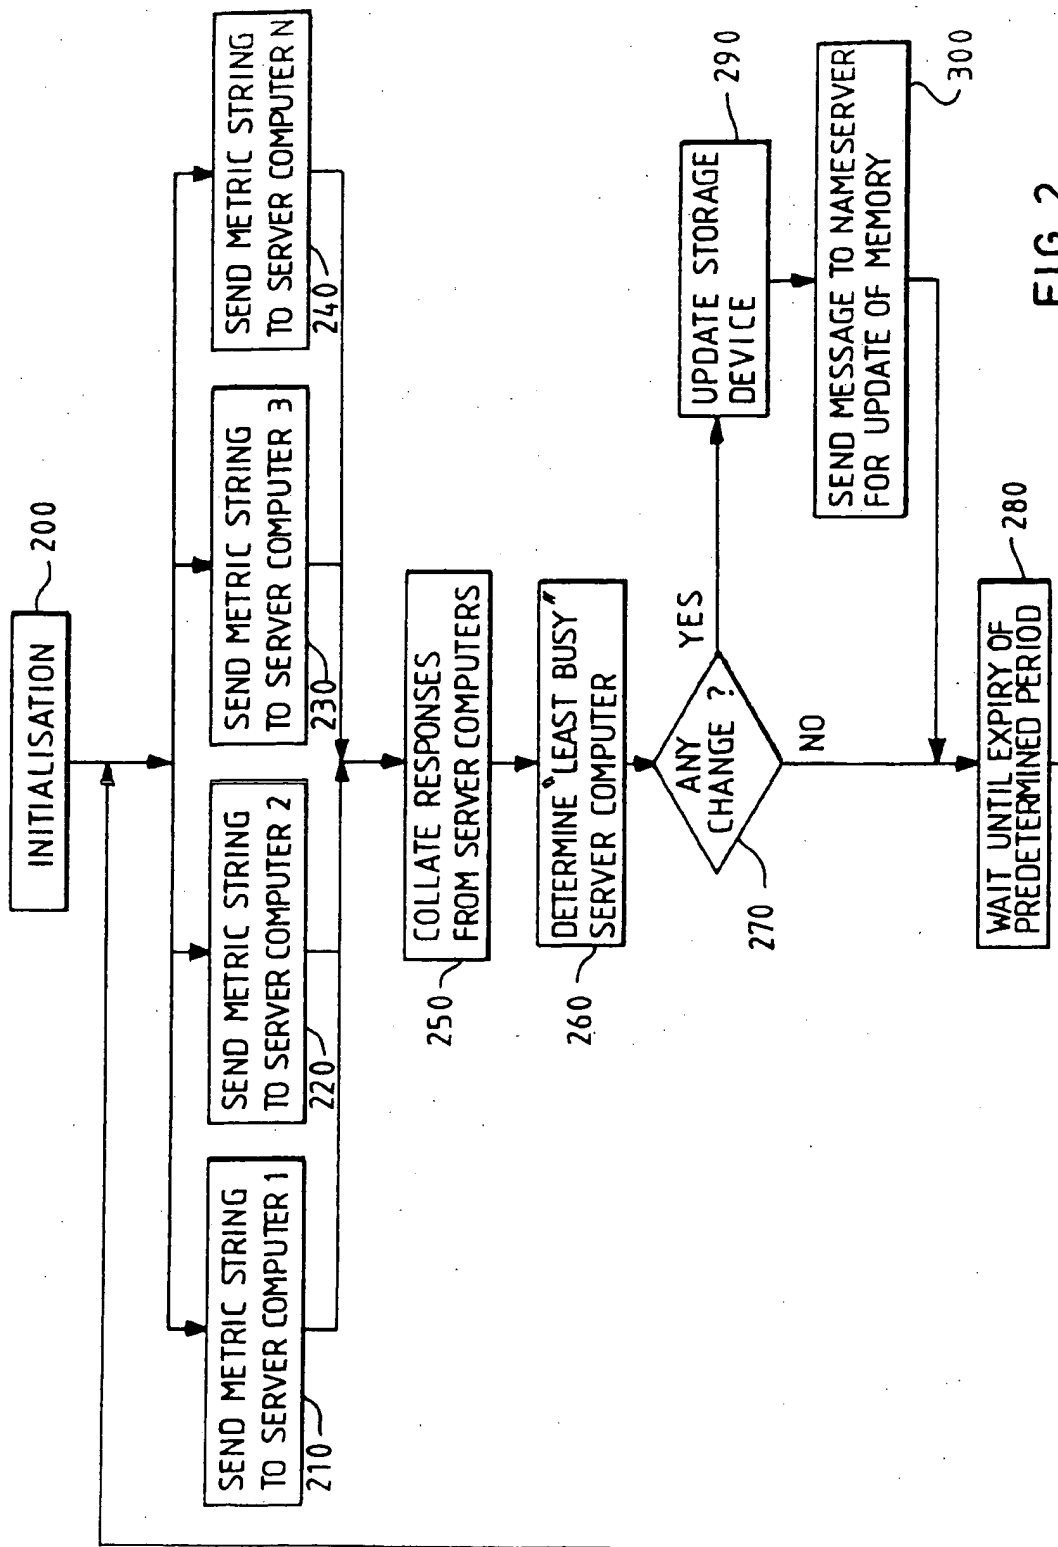 INITIALISATION
200
SEND METRIC STRING
TO SERVER COMPUTER 1
210
SEND METRIC STRING
TO SERVER COMPUTER 2
220
SEND METRIC STRING
TO SERVER COMPUTER 3
230
SEND METRIC STRING
TO SERVER COMPUTER N
240
COLLATE RESPONSES
FROM SERVER COMPUTERS
250
DETERMINE "LEAST BUSY"
SERVER COMPUTER
260
ANY
CHANGE ?
270
YES
NO
UPDATE STORAGE
DEVICE
290
SEND MESSAGE TO NAMESERVER
FOR UPDATE OF MEMORY
300
WAIT UNTIL EXPIRY OF
PREDETERMINED PERIOD
280
FIG. 2